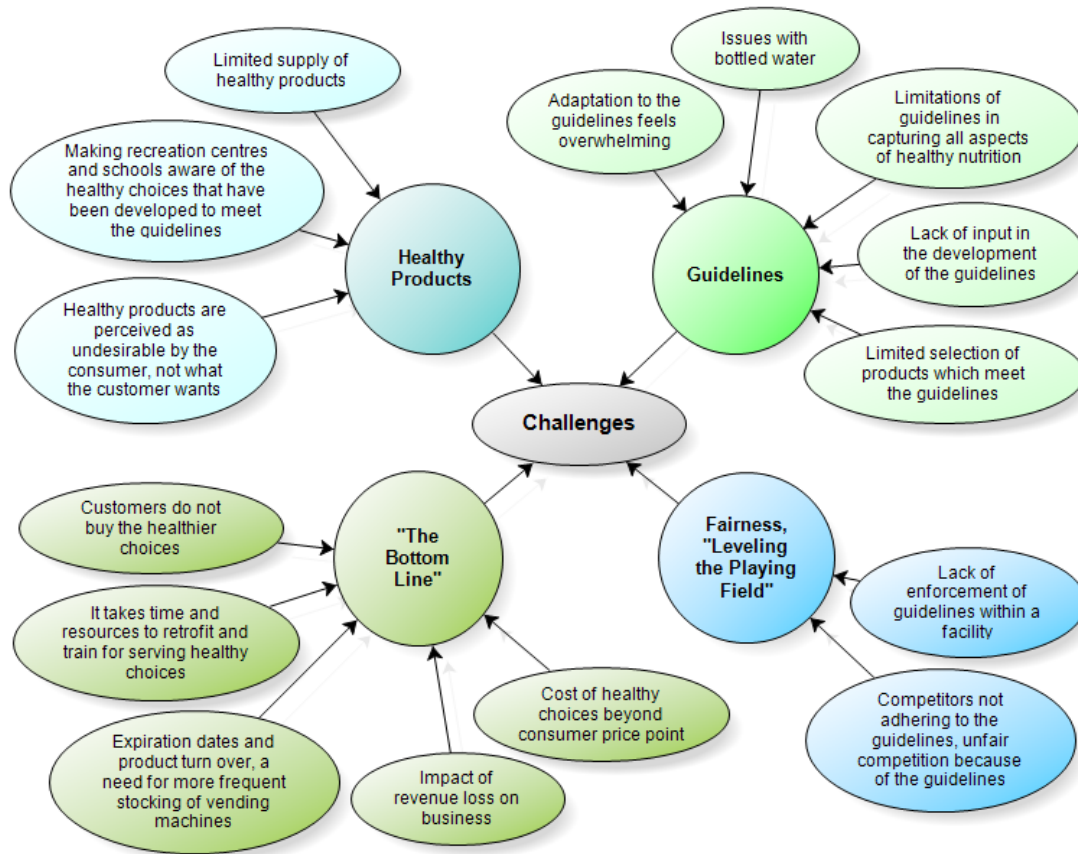 Limited supply of
healthy products
Making recreation centres
and schools aware of the
healthy choices that have
been developed to meet
the guidelines
Healthy products are
perceived as
undesirable by the
consumer, not what
the customer wants
Healthy
Products
Issues with
bottled water
Adaptation to the
guidelines feels
overwhelming
Limitations of
guidelines in
capturing all aspects
of healthy nutrition
Lack of input in
the development
of the guidelines
Limited selection of
products which meet
the guidelines
Guidelines
Challenges
Customers do not
buy the healthier
choices
It takes time and
resources to retrofit and
train for serving healthy
choices
Expiration dates and
product turn over, a
need for more frequent
stocking of vending
machines
Impact of
revenue loss on
business
Cost of healthy
choices beyond
consumer price point
"The
Bottom
Line"
Fairness,
"Leveling
the Playing
Field"
Lack of
enforcement of
guidelines within a
facility
Competitors not
adhering to the
guidelines, unfair
competition because
of the guidelines